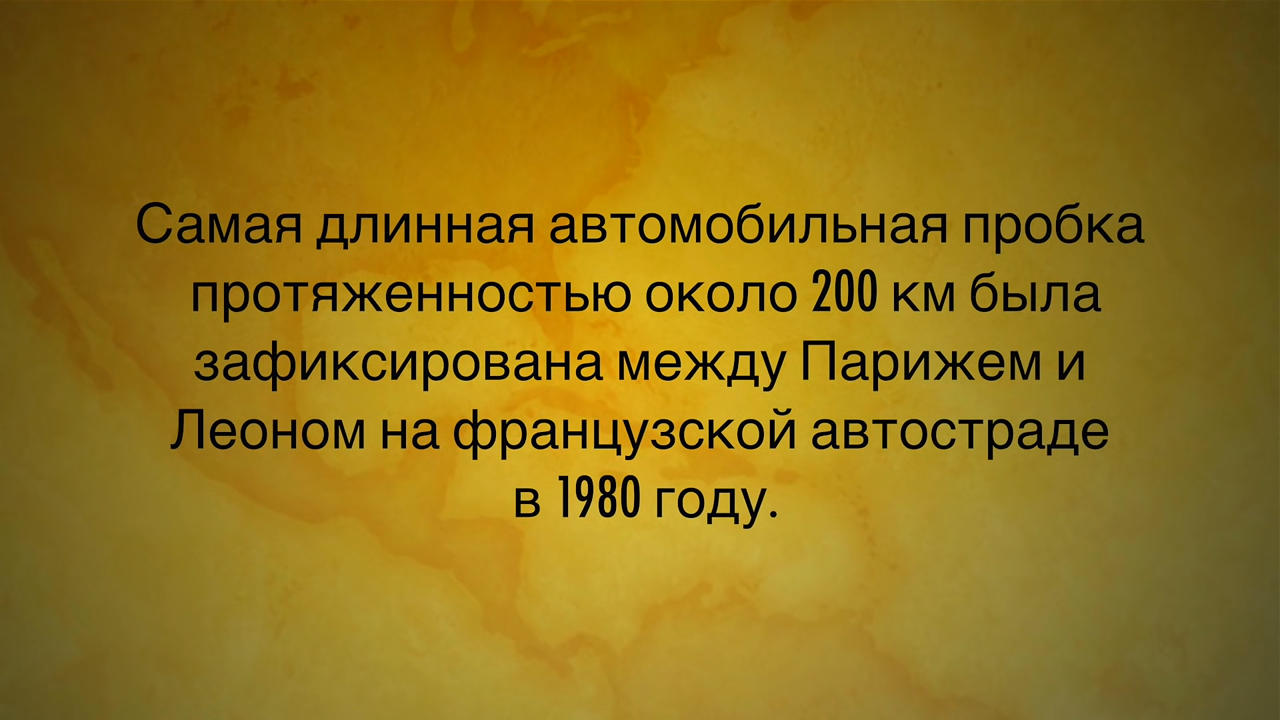 Самая длинная автомобильная пробка
протяженностью около 200 км была
зафиксирована между Парижем и
Леоном на французской автостраде
в 1980 году.